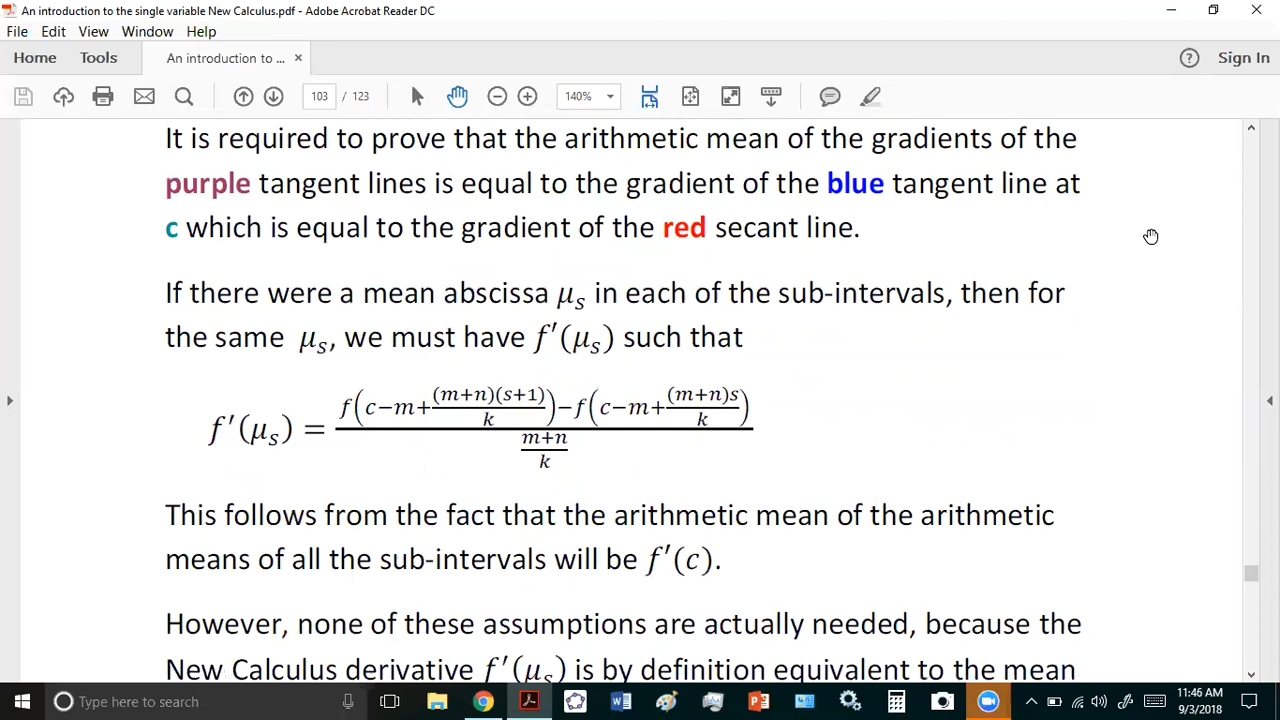 An introduction to the single variable New Calculus.pdf - Adobe Acrobat Reader DC
File Edit View Window Help
Home Tools An introduction to ... × ? Sign In
103 / 123 140%
It is required to prove that the arithmetic mean of the gradients of the
purple tangent lines is equal to the gradient of the blue tangent line at
c which is equal to the gradient of the red secant line.
If there were a mean abscissa μₛ in each of the sub-intervals, then for
the same μₛ, we must have f′(μₛ) such that
f′(μₛ) = (f(c−m+((m+n)(s+1))/k)−f(c−m+((m+n)s)/k))/((m+n)/k)
This follows from the fact that the arithmetic mean of the arithmetic
means of all the sub-intervals will be f′(c).
However, none of these assumptions are actually needed, because the
New Calculus derivative f′(μₛ) is by definition equivalent to the mean
Type here to search
11:46 AM
9/3/2018